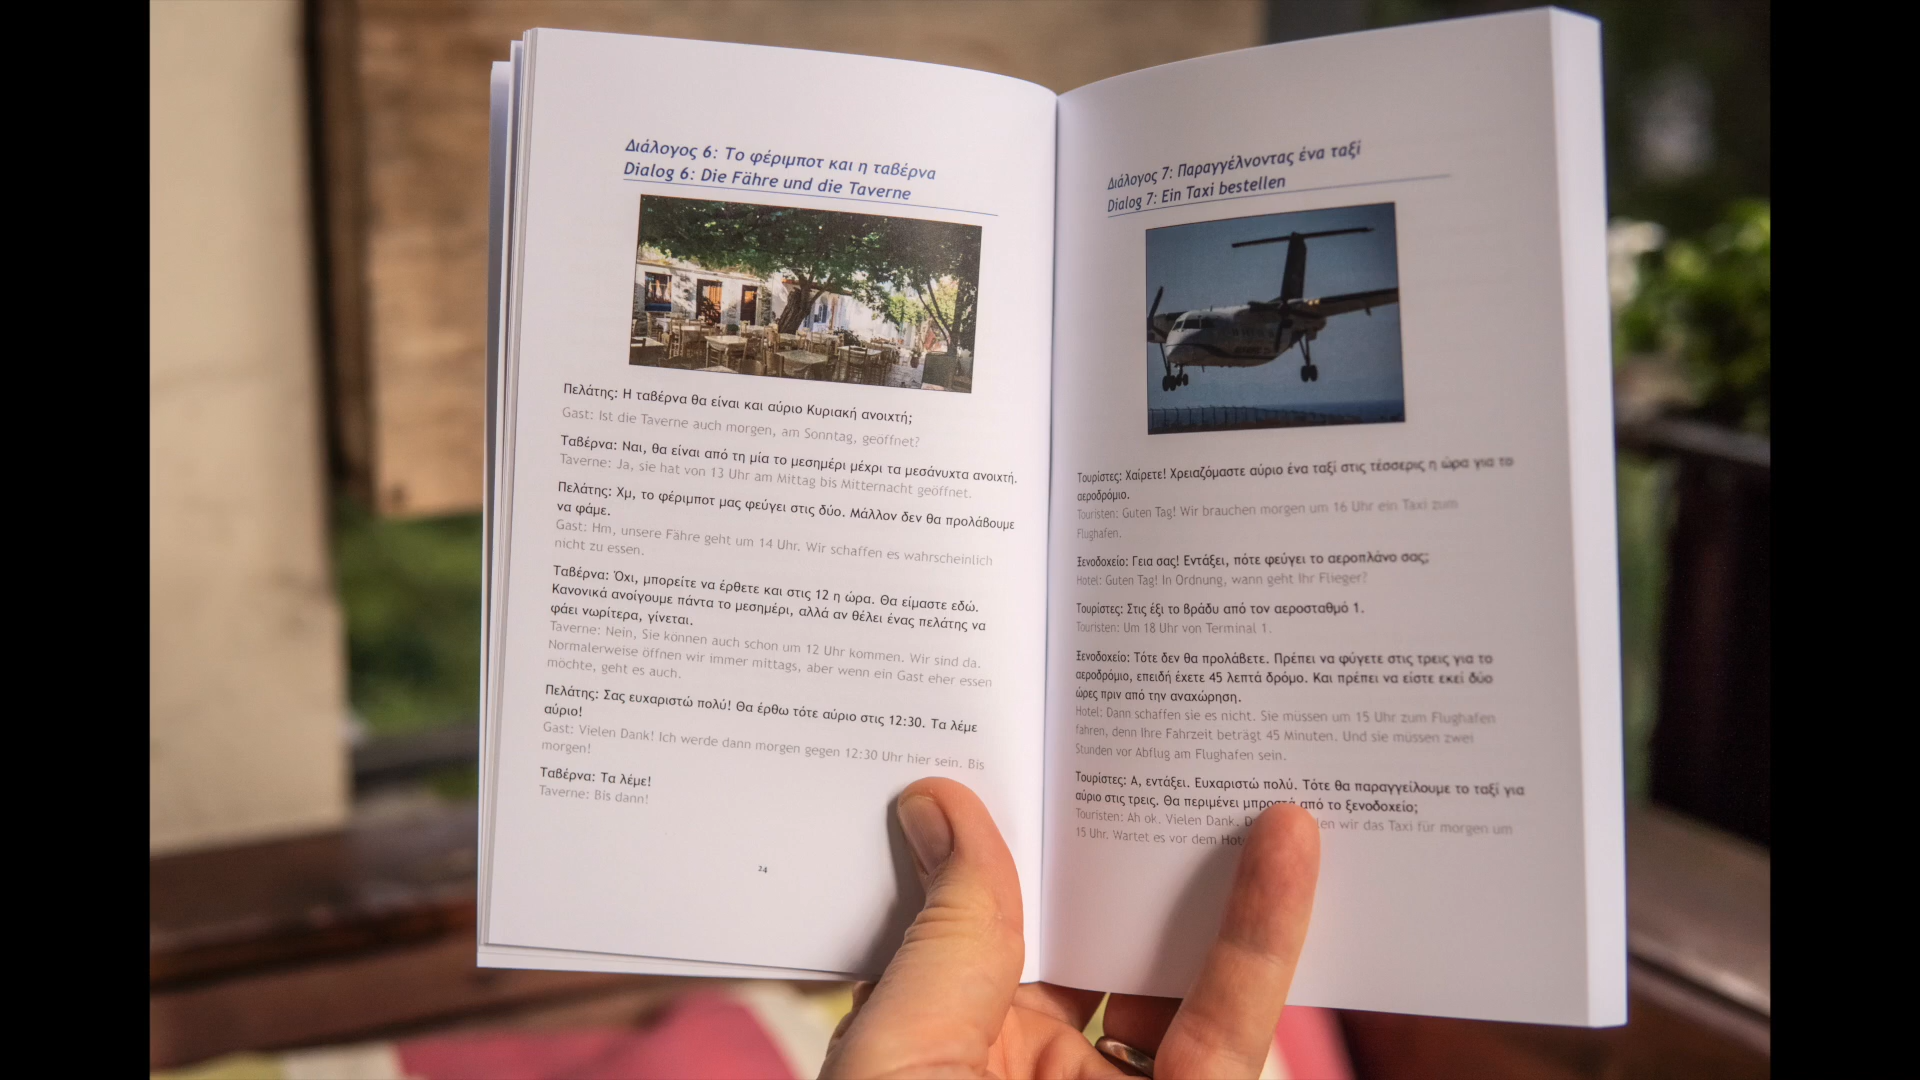 Διάλογος 6: Το φέριμποτ και η ταβέρνα
Dialog 6: Die Fähre und die Taverne
Πελάτης: Η ταβέρνα θα είναι και αύριο Κυριακή ανοιχτή;
Gast: Ist die Taverne auch morgen, am Sonntag, geöffnet?
Ταβέρνα: Ναι, θα είναι από τη μία το μεσημέρι μέχρι τα μεσάνυχτα ανοιχτή.
Taverne: Ja, sie hat von 13 Uhr am Mittag bis Mitternacht geöffnet.
Πελάτης: Χμ, το φέριμποτ μας φεύγει στις δύο. Μάλλον δεν θα προλάβουμε
να φάμε.
Gast: Hm, unsere Fähre geht um 14 Uhr. Wir schaffen es wahrscheinlich
nicht zu essen.
Ταβέρνα: Όχι, μπορείτε να έρθετε και στις 12 η ώρα. Θα είμαστε εδώ.
Κανονικά ανοίγουμε πάντα το μεσημέρι, αλλά αν θέλει ένας πελάτης να
φάει νωρίτερα, γίνεται.
Taverne: Nein, Sie können auch schon um 12 Uhr kommen. Wir sind da.
Normalerweise öffnen wir immer mittags, aber wenn ein Gast eher essen
möchte, geht es auch.
Πελάτης: Σας ευχαριστώ πολύ! Θα έρθω τότε αύριο στις 12:30. Τα λέμε
αύριο!
Gast: Vielen Dank! Ich werde dann morgen gegen 12:30 Uhr hier sein. Bis
morgen!
Ταβέρνα: Τα λέμε!
Taverne: Bis dann!
24
Διάλογος 7: Παραγγέλνοντας ένα ταξί
Dialog 7: Ein Taxi bestellen
Τουρίστες: Χαίρετε! Χρειαζόμαστε αύριο ένα ταξί στις τέσσερις η ώρα για το
αεροδρόμιο.
Touristen: Guten Tag! Wir brauchen morgen um 16 Uhr ein Taxi zum
Flughafen.
Ξενοδοχείο: Γεια σας! Εντάξει, πότε φεύγει το αεροπλάνο σας;
Hotel: Guten Tag! In Ordnung, wann geht Ihr Flieger?
Τουρίστες: Στις έξι το βράδυ από τον αεροσταθμό 1.
Touristen: Um 18 Uhr von Terminal 1.
Ξενοδοχείο: Τότε δεν θα προλάβετε. Πρέπει να φύγετε στις τρεις για το
αεροδρόμιο, επειδή έχετε 45 λεπτά δρόμο. Και πρέπει να είστε εκεί δύο
ώρες πριν από την αναχώρηση.
Hotel: Dann schaffen sie es nicht. Sie müssen um 15 Uhr zum Flughafen
fahren, denn Ihre Fahrzeit beträgt 45 Minuten. Und sie müssen zwei
Stunden vor Abflug am Flughafen sein.
Τουρίστες: Α, εντάξει. Ευχαριστώ πολύ. Τότε θα παραγγείλουμε το ταξί για
αύριο στις τρεις. Θα περιμένει μπροστά από το ξενοδοχείο;
Touristen: Ah ok. Vielen Dank. wir das Taxi für morgen um
15 Uhr. Wartet es vor dem